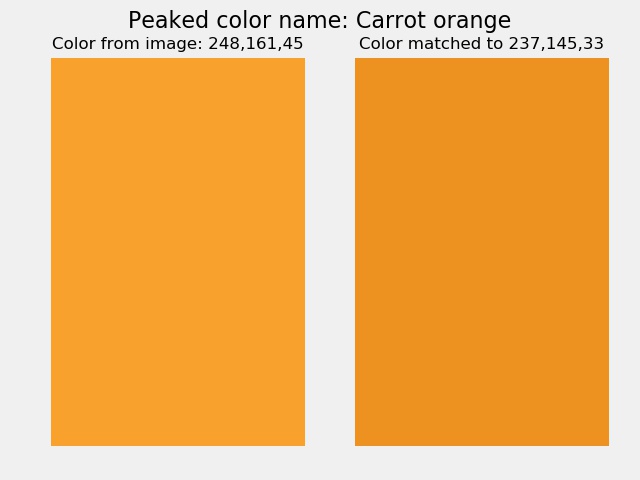 Peaked color name: Carrot orange
Color from image: 248,161,45
Color matched to 237,145,33